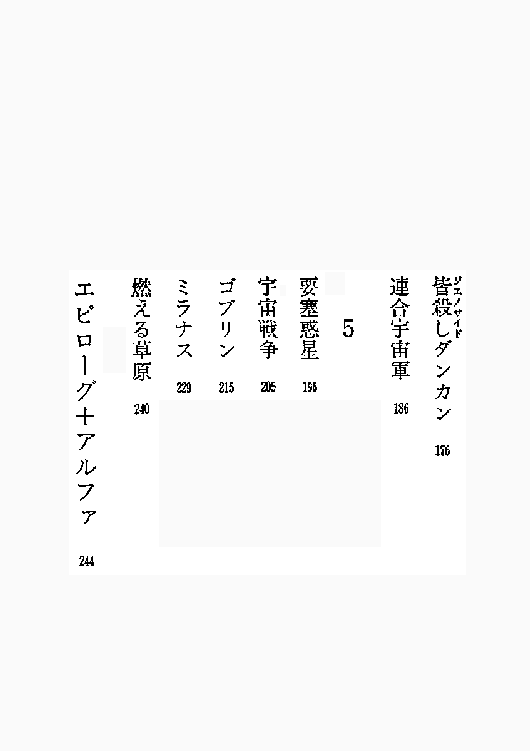 ジェノサイド
皆殺しダンカン 176
連合宇宙軍 186
5
要塞惑星 195
宇宙戦争 205
ゴブリン 215
ミラナス 229
燃える草原 240
エピローグ+アルファ 244